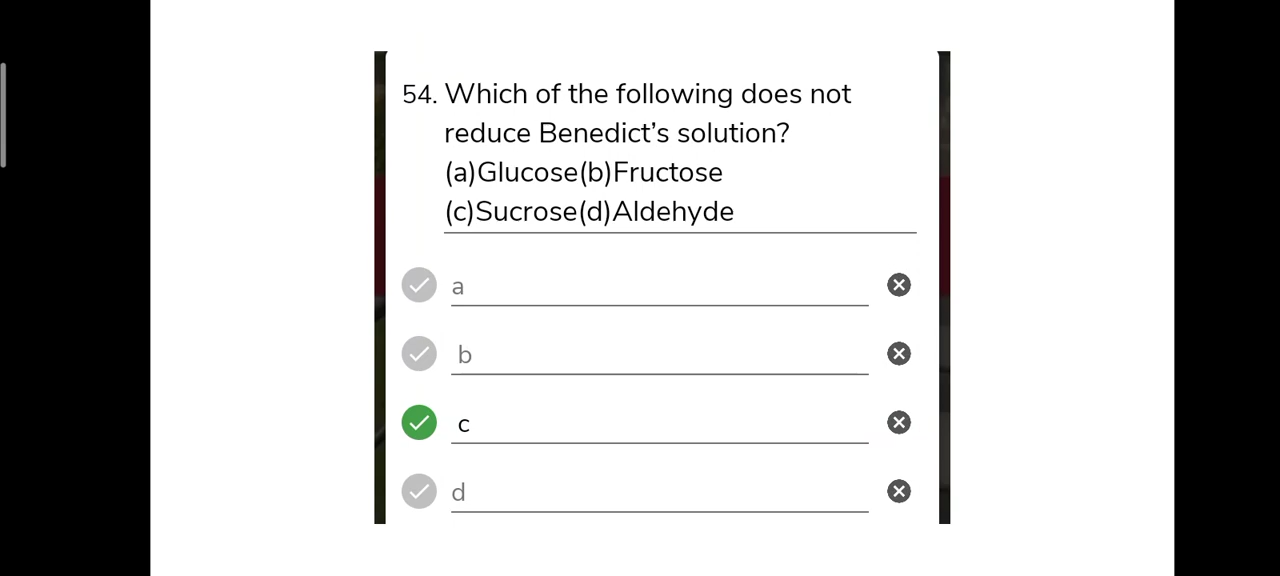 54. Which of the following does not
reduce Benedict’s solution?
(a)Glucose(b)Fructose
(c)Sucrose(d)Aldehyde
a
b
c
d